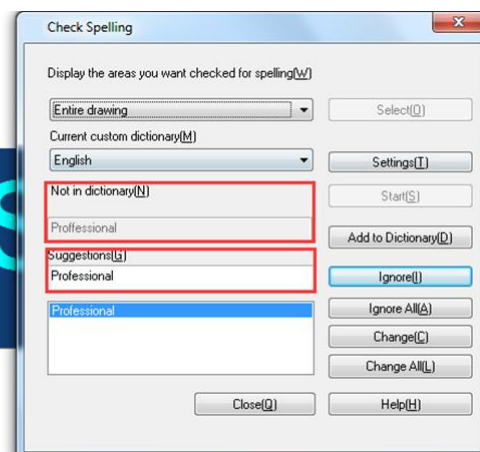 Check Spelling
Display the areas you want checked for spelling(W)
Entire drawing
Select(O)
Current custom dictionary(M)
English
Settings(T)
Not in dictionary(N)
Start(S)
Proffessional
Add to Dictionary(D)
Suggestions(G)
Professional
Ignore(I)
Professional
Ignore All(A)
Change(C)
Change All(L)
Close(Q)
Help(H)